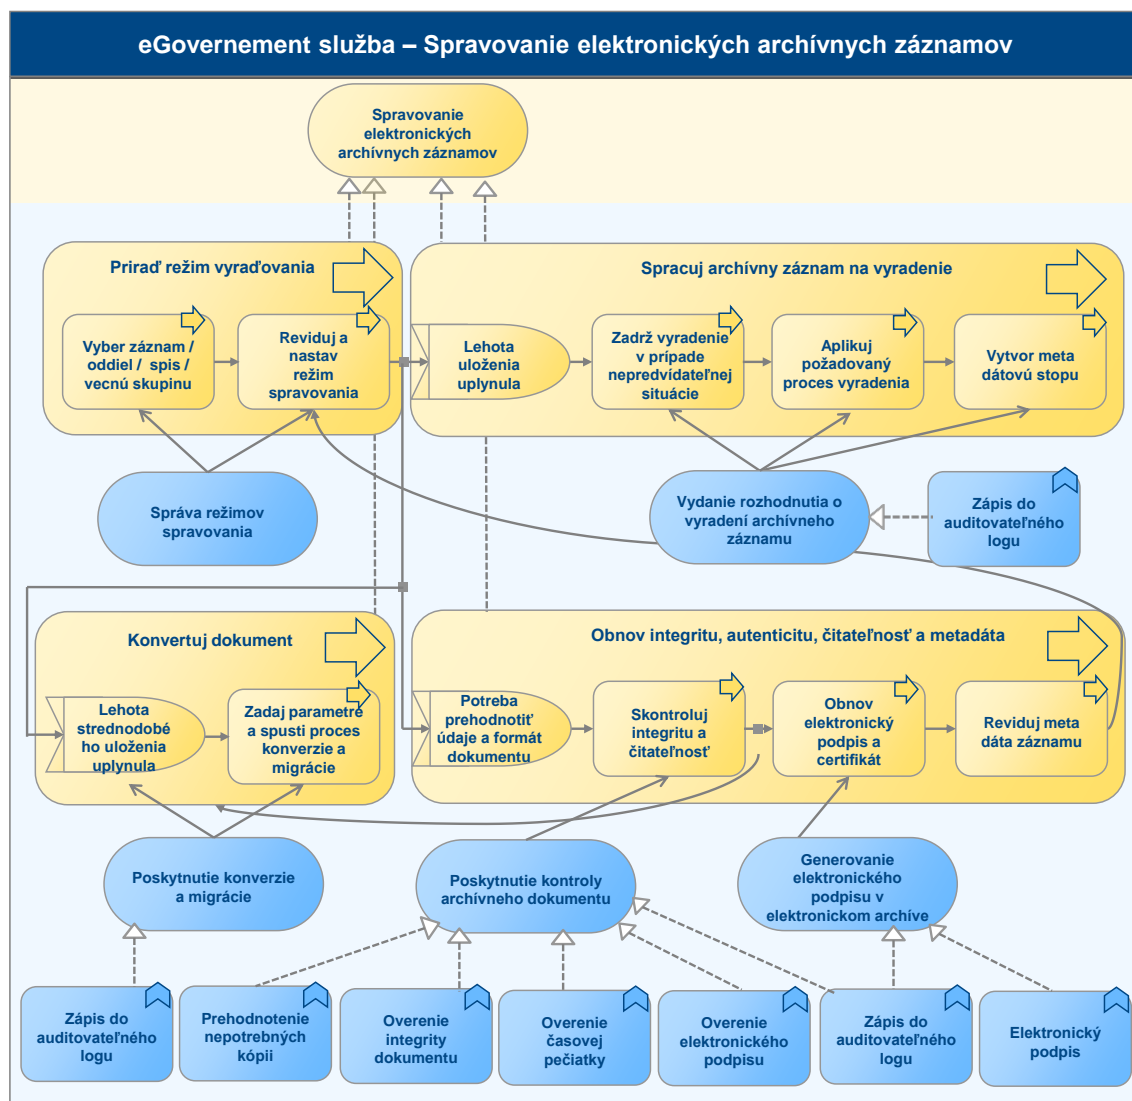 eGovernement služba – Spravovanie elektronických archívnych záznamov
Spravovanie
elektronických
archívnych záznamov
Priraď režim vyraďovania
Vyber záznam /
oddiel / spis /
vecnú skupinu
Reviduj a
nastav
režim
spravovania
Spracuj archívny záznam na vyradenie
Lehota
uloženia
uplynula
Zadrž vyradenie
v prípade
nepredvídateľnej
situácie
Aplikuj
požadovaný
proces vyradenia
Vytvor meta
dátovú stopu
Správa režimov
spravovania
Vydanie rozhodnutia o
vyradení archívneho
záznamu
Zápis do
auditovateľného
logu
Konvertuj dokument
Lehota
strednodobé
ho uloženia
uplynula
Zadaj parametre
a spusti proces
konverzie a
migrácie
Obnov integritu, autenticitu, čitateľnosť a metadáta
Potreba
prehodnotiť
údaje a formát
dokumentu
Skontroluj
integritu a
čitateľnosť
Obnov
elektronický
podpis a
certifikát
Reviduj meta
dáta záznamu
Poskytnutie konverzie
a migrácie
Poskytnutie kontroly
archívneho dokumentu
Generovanie
elektronického
podpisu v
elektronickom archíve
Zápis do
auditovateľného
logu
Prehodnotenie
nepotrebných
kópii
Overenie
integrity
dokumentu
Overenie
časovej
pečiatky
Overenie
elektronického
podpisu
Zápis do
auditovateľného
logu
Elektronický
podpis